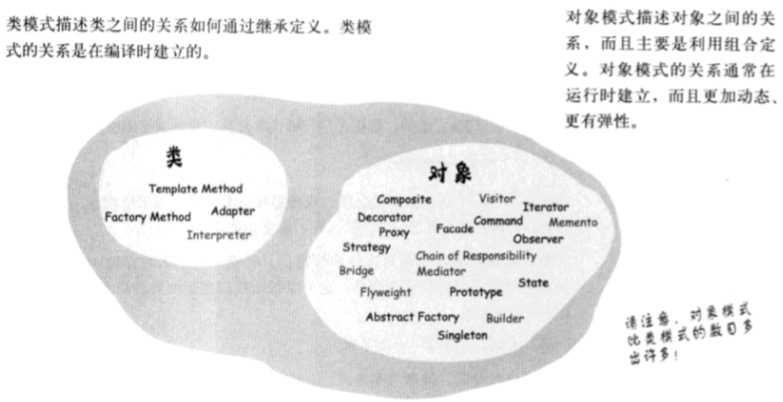 类模式描述类之间的关系如何通过继承定义。类模
式的关系是在编译时建立的。
对象模式描述对象之间的关
系，而且主要是利用组合定
义。对象模式的关系通常在
运行时建立，而且更加动态、
更有弹性。
类
Template Method
Factory Method
Adapter
Interpreter
对象
Composite
Visitor
Iterator
Decorator
Command
Memento
Proxy
Facade
Observer
Strategy
Chain of Responsibility
Bridge
Mediator
State
Flyweight
Prototype
Abstract Factory
Builder
Singleton
请注意，对象模式
比类模式的数目多
出许多！